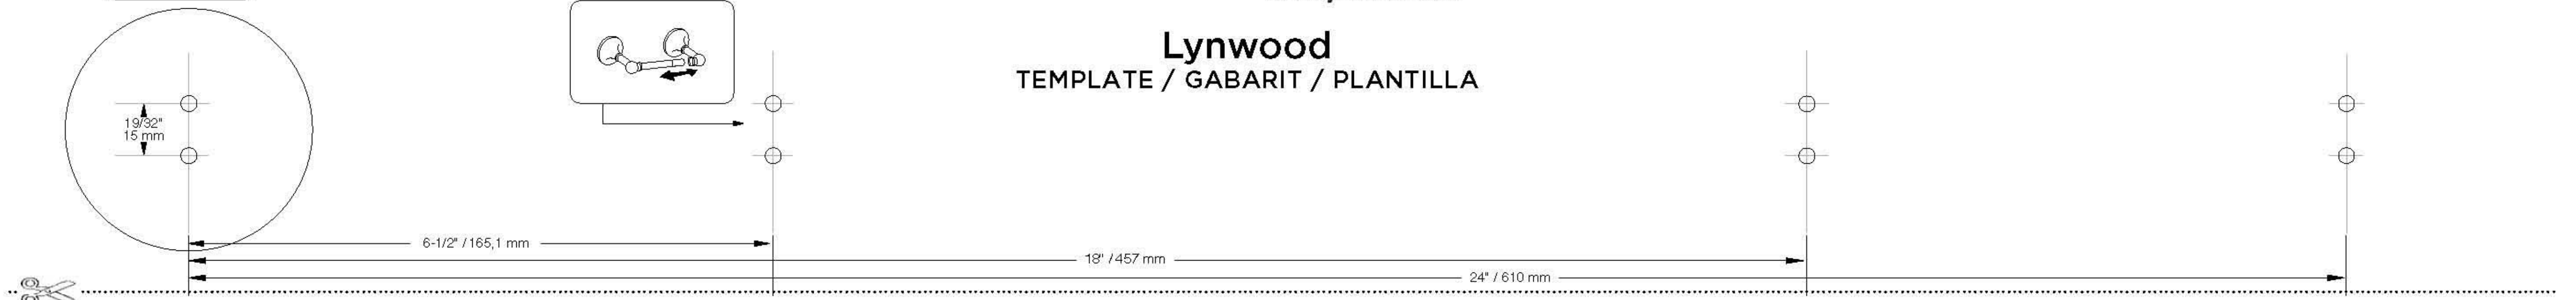 Lynwood
TEMPLATE / GABARIT / PLANTILLA
19/32"
15 mm
6-1/2" / 165,1 mm
18" / 457 mm
24" / 610 mm